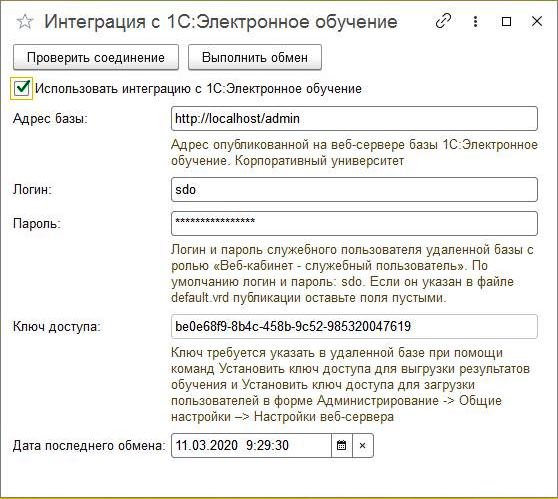 Интеграция с 1С:Электронное обучение
Проверить соединение Выполнить обмен
Использовать интеграцию с 1С:Электронное обучение
Адрес базы: http://localhost/admin
Адрес опубликованной на веб-сервере базы 1С:Электронное
обучение. Корпоративный университет
Логин: sdo
Пароль: ****************
Логин и пароль служебного пользователя удаленной базы с
ролью «Веб-кабинет - служебный пользователь». По
умолчанию логин и пароль: sdo. Если он указан в файле
default.vrd публикации оставьте поля пустыми.
Ключ доступа: be0e68f9-8b4c-458b-9c52-985320047619
Ключ требуется указать в удаленной базе при помощи
команд Установить ключ доступа для выгрузки результатов
обучения и Установить ключ доступа для загрузки
пользователей в форме Администрирование -> Общие
настройки –> Настройки веб-сервера
Дата последнего обмена: 11.03.2020 9:29:30